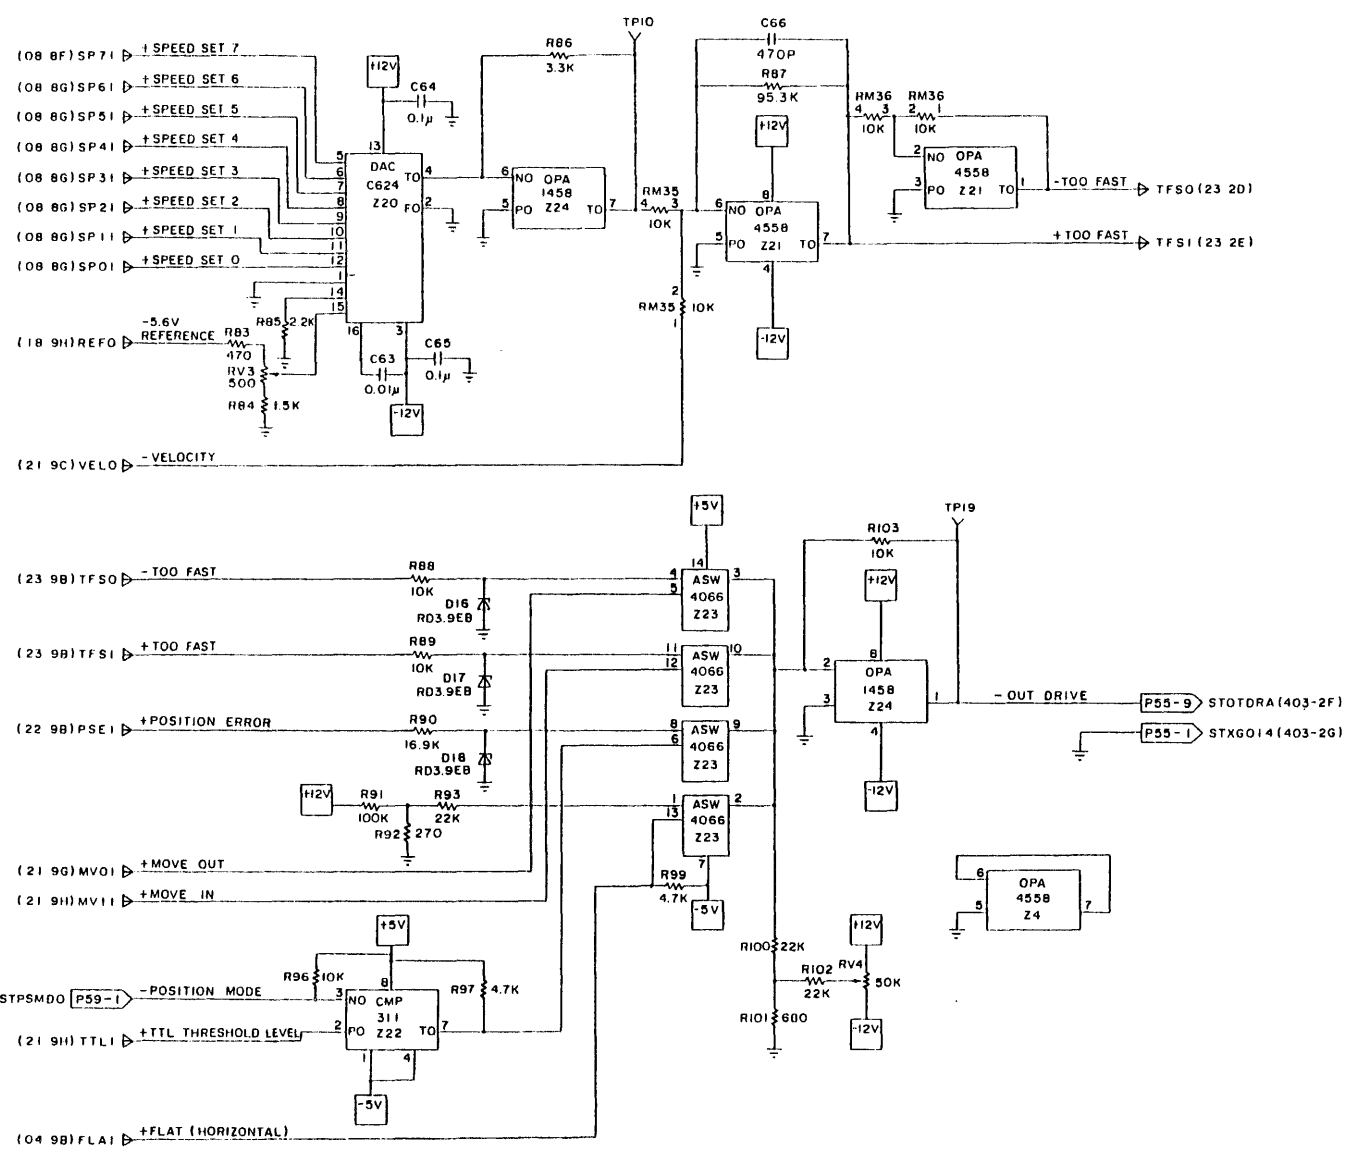 TP10
C66
470P
R87
95.3K
R86
3.3K
(08 8F)SP71 +SPEED SET 7
(08 8G)SP61 +SPEED SET 6
(08 8G)SP51 +SPEED SET 5
(08 8G)SP41 +SPEED SET 4
(08 8G)SP31 +SPEED SET 3
(08 8G)SP21 +SPEED SET 2
(08 8G)SP11 +SPEED SET 1
(08 8G)SP01 +SPEED SET 0
+12V
C64
0.1µ
13
5 DAC TO 4
6 C624
7 Z20 FO 2
8
9
10
11
12
1
14
15
16 3
R85 2.2K
-5.6V
(18 9H)REF0 REFERENCE R83
470
RV3
500
R84 1.5K
C63
0.01µ
C65
0.1µ
-12V
6 NO OPA
1458
5 PO Z24 TO 7
RM35
4 3
10K
+12V
8
6 NO OPA
4558
5 PO Z21 TO 7
4
-12V
2
RM35 10K
1
RM36 RM36
4 3 2 1
10K 10K
2 NO OPA
4558
3 PO Z21 TO 1
-TOO FAST TFS0(23 2D)
+TOO FAST TFS1(23 2E)
(21 9C)VEL0 -VELOCITY
+5V
TP19
R103
10K
(23 9B)TFS0 -TOO FAST R88
10K
D16
RD3.9EB
14
4 ASW 3
5 4066
Z23
(23 9B)TFS1 +TOO FAST R89
10K
D17
RD3.9EB
11 ASW 10
12 4066
Z23
(22 9B)PSE1 +POSITION ERROR R90
16.9K
D18
RD3.9EB
8 ASW 9
6 4066
Z23
+12V
R91 R93
100K 22K
R92 270
1 ASW 2
13 4066
Z23
7
+12V
8
2 OPA
1458
3 Z24 1
4
-12V
-OUT DRIVE P55-9 STOTDRA(403-2F)
P55-1 STXG014(403-2G)
(21 9G)MV01 +MOVE OUT
(21 9H)MV11 +MOVE IN
R99
4.7K
-5V
6 OPA
4558
5 Z4 7
+5V
R96 10K
R97 4.7K
STPSMD0 P59-1 -POSITION MODE
8
3 NO CMP
311
2 PO Z22 TO 7
1 4
(21 9H)TTL1 +TTL THRESHOLD LEVEL
-5V
R100 22K
R102
22K
RV4
50K
+12V
-12V
R101 680
(04 9B)FLA1 +FLAT (HORIZONTAL)